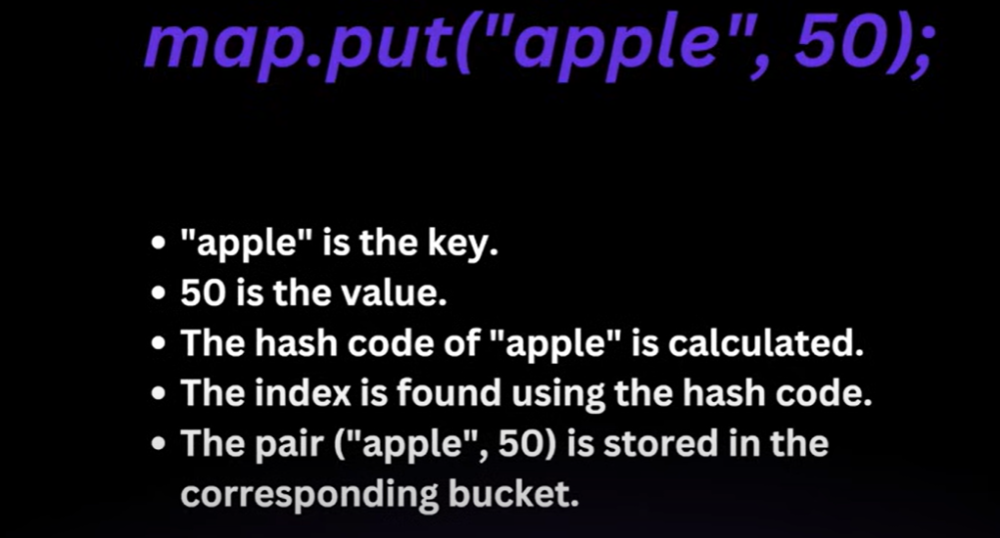 map.put("apple", 50);
• "apple" is the key.
• 50 is the value.
• The hash code of "apple" is calculated.
• The index is found using the hash code.
• The pair ("apple", 50) is stored in the
corresponding bucket.